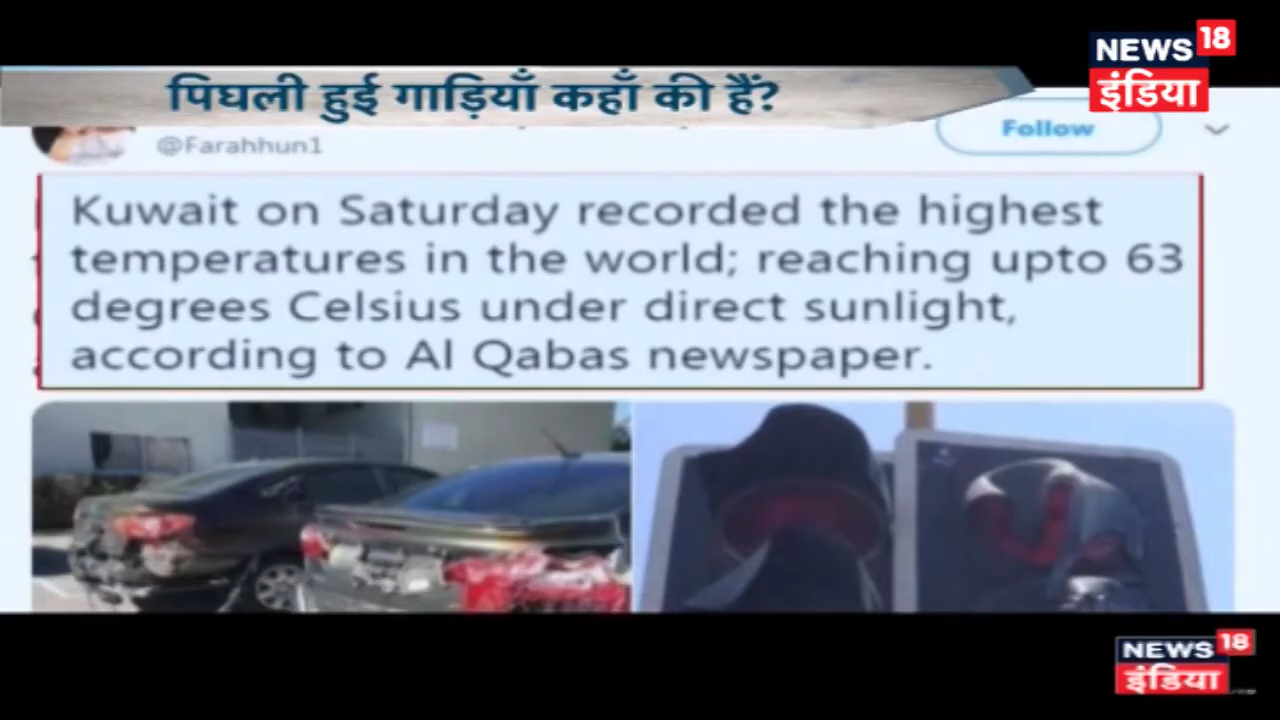 NEWS 18
इंडिया
पिघली हुई गाड़ियाँ कहाँ की हैं?
@Farahhun1
Follow
Kuwait on Saturday recorded the highest
temperatures in the world; reaching upto 63
degrees Celsius under direct sunlight,
according to Al Qabas newspaper.
NEWS 18
इंडिया